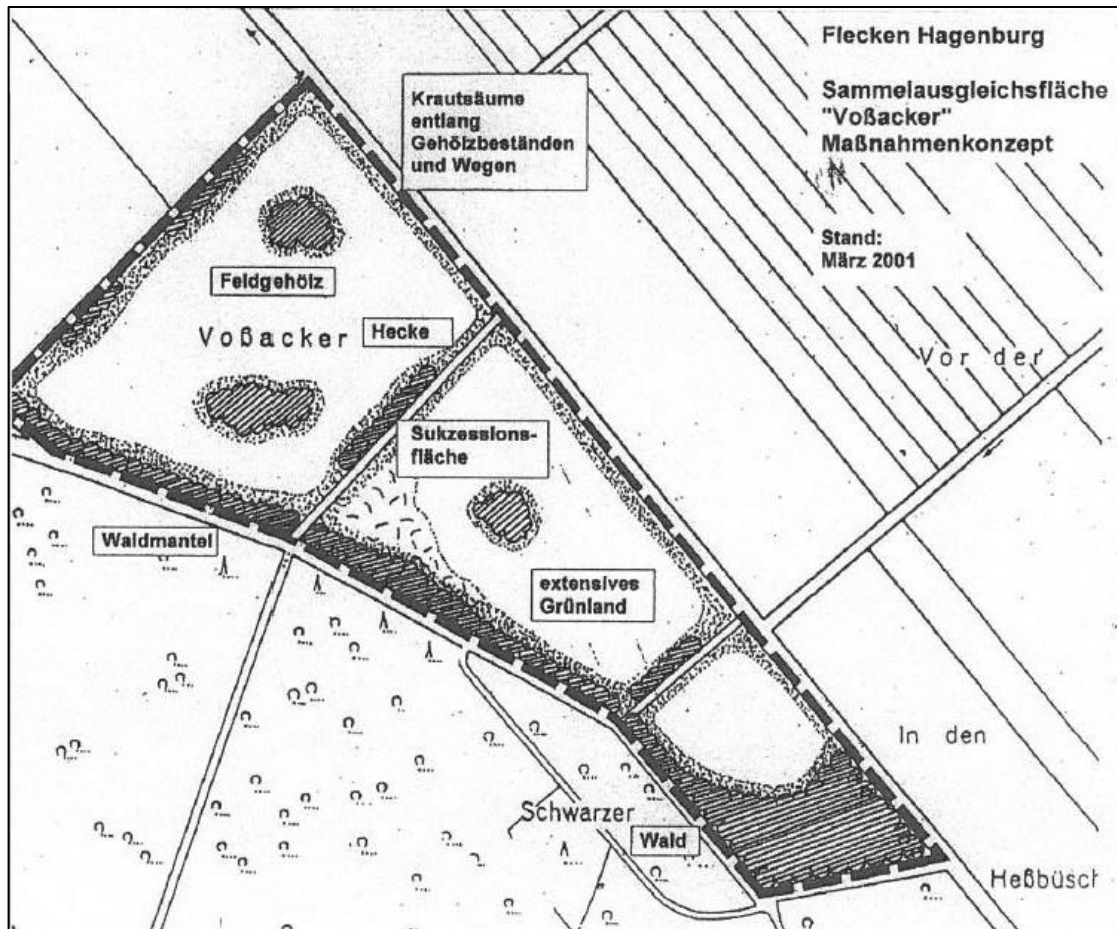 Flecken Hagenburg
Sammelausgleichsfläche
"Voßacker"
Maßnahmenkonzept
Stand:
März 2001
Krautsäume
entlang
Gehölzbeständen
und Wegen
Feldgehölz
Voßacker
Hecke
Vor der
Sukzessions-
fläche
Waldmantel
extensives
Grünland
In den
Schwarzer
Wald
Heßbüsch